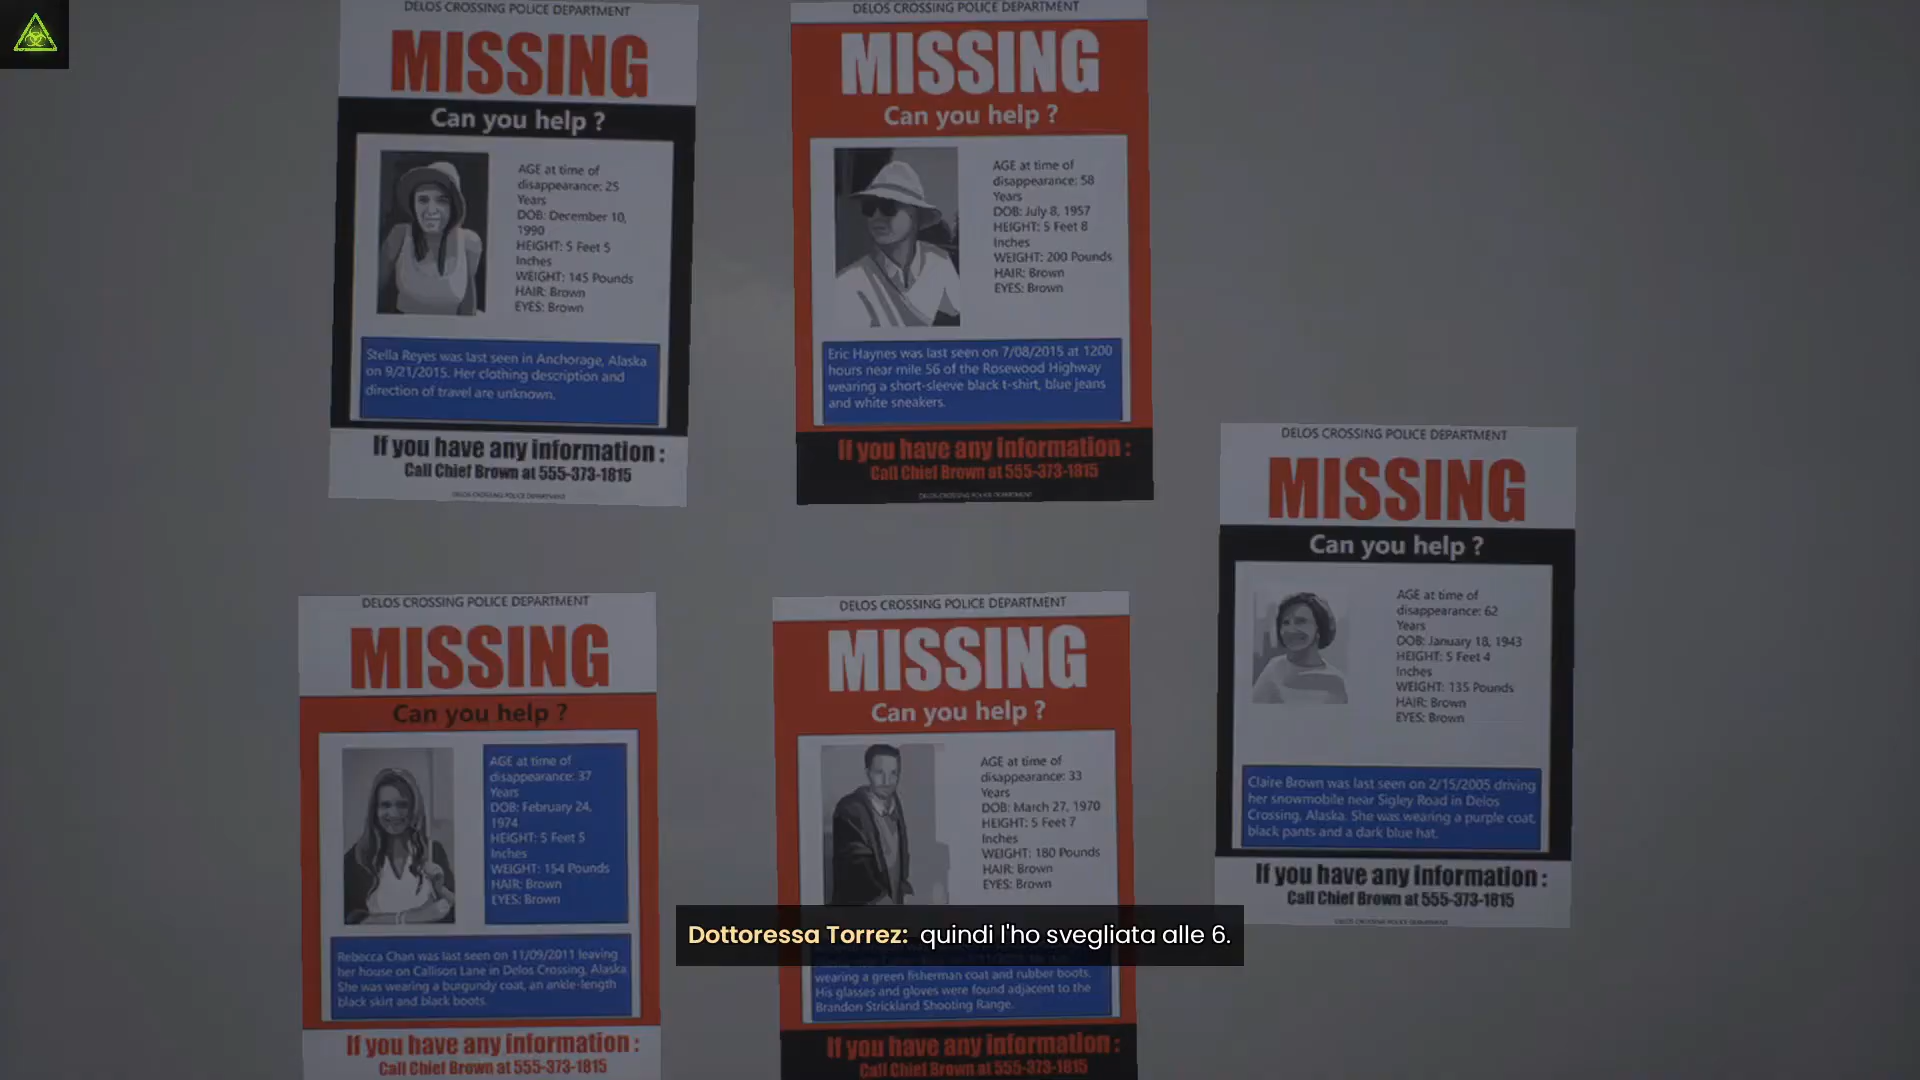 DELOS CROSSING POLICE DEPARTMENT
MISSING
Can you help ?
AGE at time of
disappearance: 25
Years
DOB: December 10,
1990
HEIGHT: 5 Feet 5
Inches
WEIGHT: 145 Pounds
HAIR: Brown
EYES: Brown
Stella Reyes was last seen in Anchorage, Alaska
on 9/21/2015. Her clothing description and
direction of travel are unknown.
If you have any information :
Call Chief Brown at 555-373-1815
DELOS CROSSING POLICE DEPARTMENT
DELOS CROSSING POLICE DEPARTMENT
MISSING
Can you help ?
AGE at time of
disappearance: 58
Years
DOB: July 8, 1957
HEIGHT: 5 Feet 8
Inches
WEIGHT: 200 Pounds
HAIR: Brown
EYES: Brown
Eric Haynes was last seen on 7/08/2015 at 1200
hours near mile 56 of the Rosewood Highway
wearing a short-sleeve black t-shirt, blue jeans
and white sneakers.
If you have any information :
Call Chief Brown at 555-373-1815
DELOS CROSSING POLICE DEPARTMENT
DELOS CROSSING POLICE DEPARTMENT
MISSING
Can you help ?
AGE at time of
disappearance: 62
Years
DOB: January 18, 1943
HEIGHT: 5 Feet 4
Inches
WEIGHT: 135 Pounds
HAIR: Brown
EYES: Brown
Claire Brown was last seen on 2/15/2005 driving
her snowmobile near Sigley Road in Delos
Crossing, Alaska. She was wearing a purple coat,
black pants and a dark blue hat.
If you have any information :
Call Chief Brown at 555-373-1815
DELOS CROSSING POLICE DEPARTMENT
DELOS CROSSING POLICE DEPARTMENT
MISSING
Can you help ?
AGE at time of
disappearance: 37
Years
DOB: February 24,
1974
HEIGHT: 5 Feet 5
Inches
WEIGHT: 154 Pounds
HAIR: Brown
EYES: Brown
Rebecca Chan was last seen on 11/09/2011 leaving
her house on Callison Lane in Delos Crossing, Alaska
She was wearing a burgundy coat, an ankle-length
black skirt and black boots.
If you have any information :
Call Chief Brown at 555-373-1815
DELOS CROSSING POLICE DEPARTMENT
MISSING
Can you help ?
AGE at time of
disappearance: 33
Years
DOB: March 27, 1970
HEIGHT: 5 Feet 7
Inches
WEIGHT: 180 Pounds
HAIR: Brown
EYES: Brown
wearing a green fisherman coat and rubber boots.
His glasses and gloves were found adjacent to the
Brandon Strickland Shooting Range.
If you have any information :
Call Chief Brown at 555-373-1815
Dottoressa Torrez: quindi l'ho svegliata alle 6.